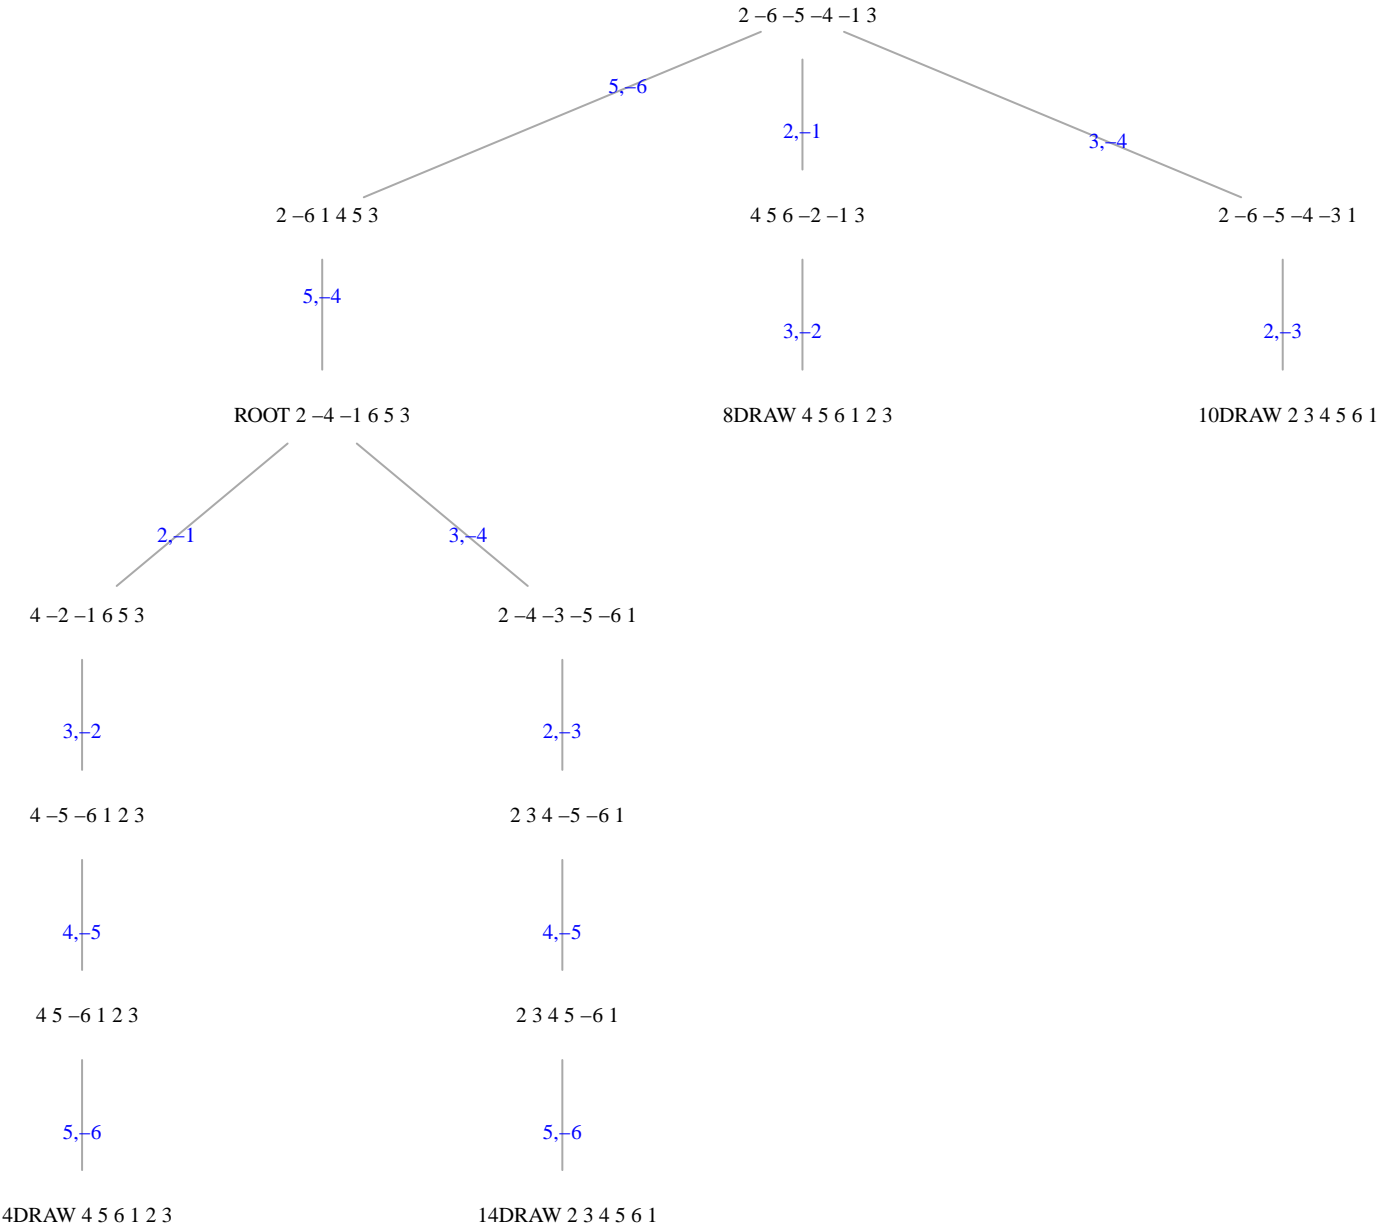 2 –6 –5 –4 –1 3
5,–6
2,–1
3,–4
2 –6 1 4 5 3
4 5 6 –2 –1 3
2 –6 –5 –4 –3 1
5,–4
3,–2
2,–3
ROOT 2 –4 –1 6 5 3
8DRAW 4 5 6 1 2 3
10DRAW 2 3 4 5 6 1
2,–1
3,–4
4 –2 –1 6 5 3
2 –4 –3 –5 –6 1
3,–2
2,–3
4 –5 –6 1 2 3
2 3 4 –5 –6 1
4,–5
4,–5
4 5 –6 1 2 3
2 3 4 5 –6 1
5,–6
5,–6
4DRAW 4 5 6 1 2 3
14DRAW 2 3 4 5 6 1